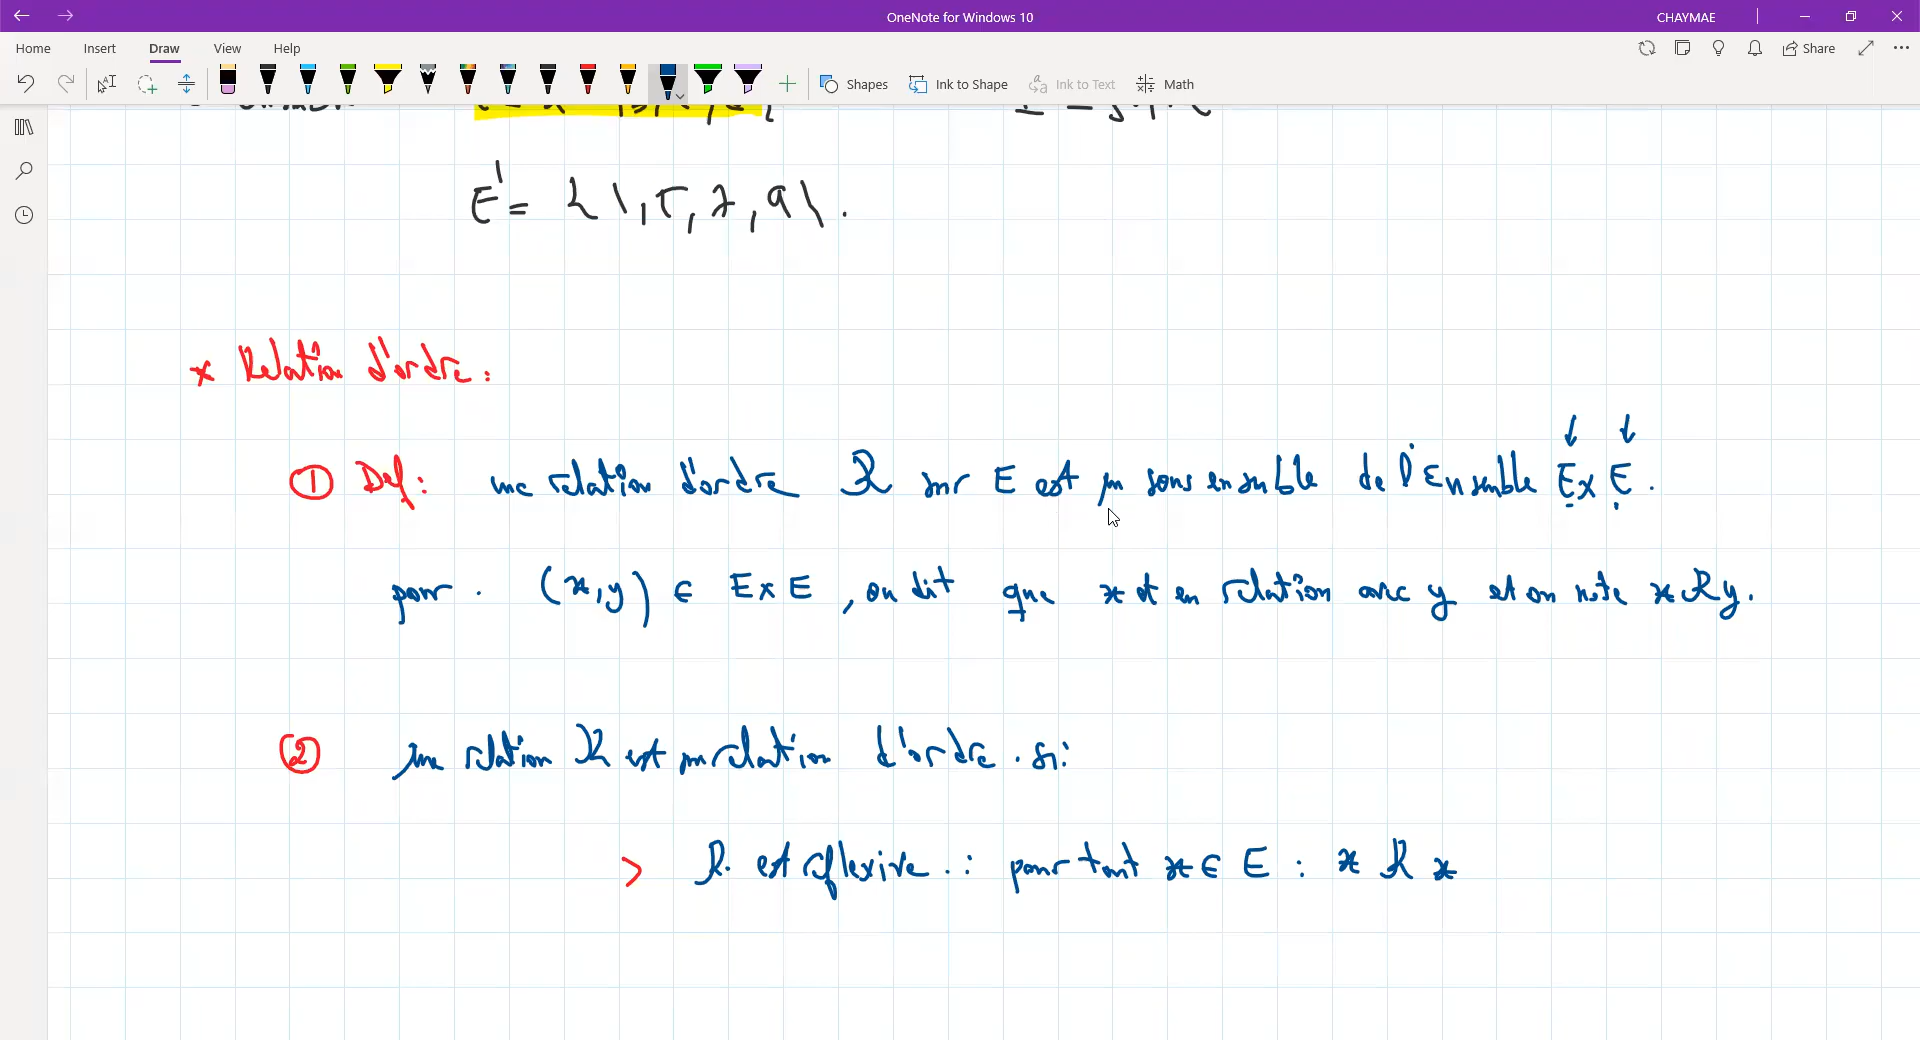 OneNote for Windows 10
CHAYMAE
Home Insert Draw View Help
Share
Shapes Ink to Shape Ink to Text Math
E' = { 1, 5, 7, 9 }.
* Relation d'ordre :
① Def : une relation d'ordre R sur E est un sous ensemble de l'Ensemble E x E .
pour . (x,y) ∈ E x E , on dit que x et en relation avec y et on note x R y.
② une relation R est un relation d'ordre . si :
> R. est reflexive . : pour tout x ∈ E : x R x